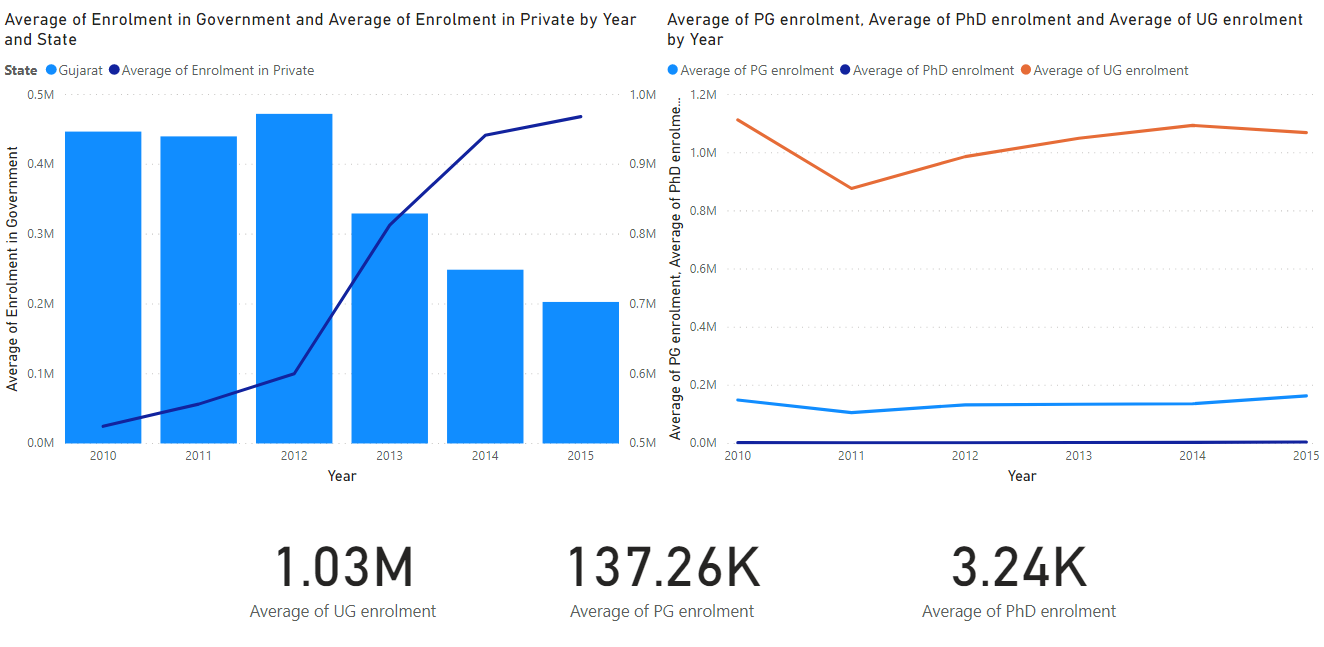 Average of Enrolment in Government and Average of Enrolment in Private by Year
and State
State Gujarat Average of Enrolment in Private
Average of Enrolment in Government
0.5M
0.4M
0.3M
0.2M
0.1M
0.0M
1.0M
0.9M
0.8M
0.7M
0.6M
0.5M
2010 2011 2012 2013 2014 2015
Year
Average of PG enrolment, Average of PhD enrolment and Average of UG enrolment
by Year
Average of PG enrolment Average of PhD enrolment Average of UG enrolment
Average of PG enrolment, Average of PhD enrolme...
1.2M
1.0M
0.8M
0.6M
0.4M
0.2M
0.0M
2010 2011 2012 2013 2014 2015
Year
1.03M
Average of UG enrolment
137.26K
Average of PG enrolment
3.24K
Average of PhD enrolment